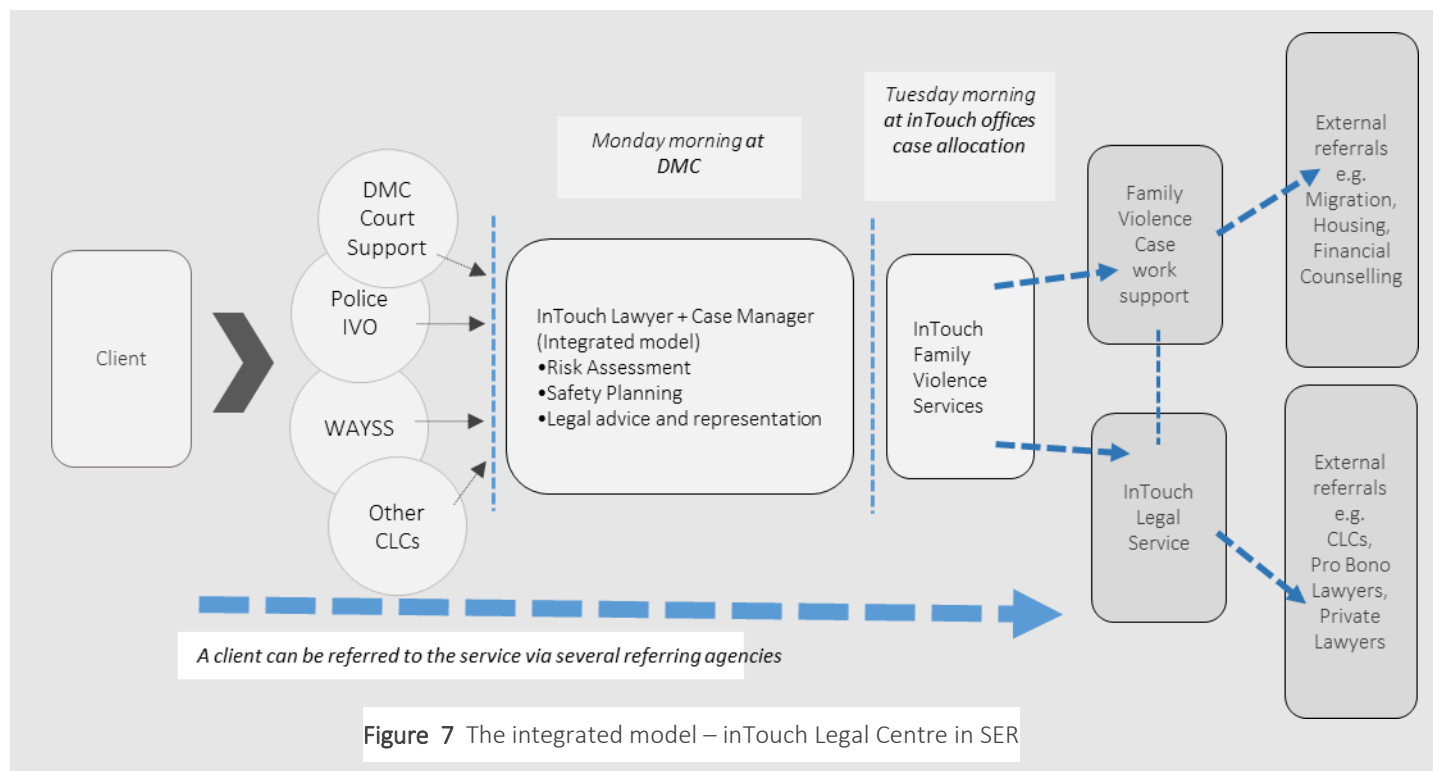 Client
DMC
Court
Support
Police
IVO
WAYSS
Other
CLCs
Monday morning at
DMC
InTouch Lawyer + Case Manager
(Integrated model)
•Risk Assessment
•Safety Planning
•Legal advice and representation
Tuesday morning
at inTouch offices
case allocation
InTouch
Family
Violence
Services
Family
Violence
Case
work
support
InTouch
Legal
Service
External
referrals
e.g.
Migration,
Housing,
Financial
Counselling
External
referrals
e.g.
CLCs,
Pro Bono
Lawyers,
Private
Lawyers
A client can be referred to the service via several referring agencies
Figure 7 The integrated model – inTouch Legal Centre in SER